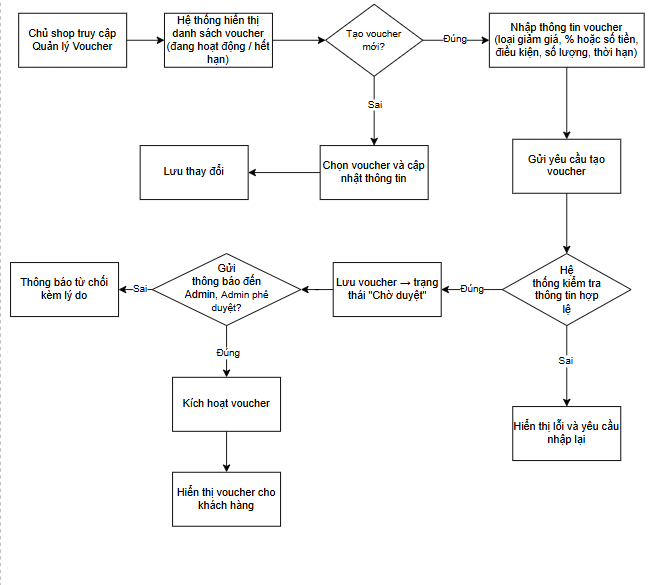 Chủ shop truy cập
Quản lý Voucher
Hệ thống hiển thị
danh sách voucher
(đang hoạt động / hết
hạn)
Tạo voucher
mới?
Đúng
Nhập thông tin voucher
(loại giảm giá, % hoặc số tiền,
điều kiện, số lượng, thời hạn)
Sai
Lưu thay đổi
Chọn voucher và cập
nhật thông tin
Gửi yêu cầu tạo
voucher
Thông báo từ chối
kèm lý do
Sai
Gửi
thông báo đến
Admin, Admin phê
duyệt?
Lưu voucher → trạng
thái "Chờ duyệt"
Đúng
Hệ
thống kiểm tra
thông tin hợp
lệ
Đúng
Sai
Kích hoạt voucher
Hiển thị lỗi và yêu cầu
nhập lại
Hiển thị voucher cho
khách hàng